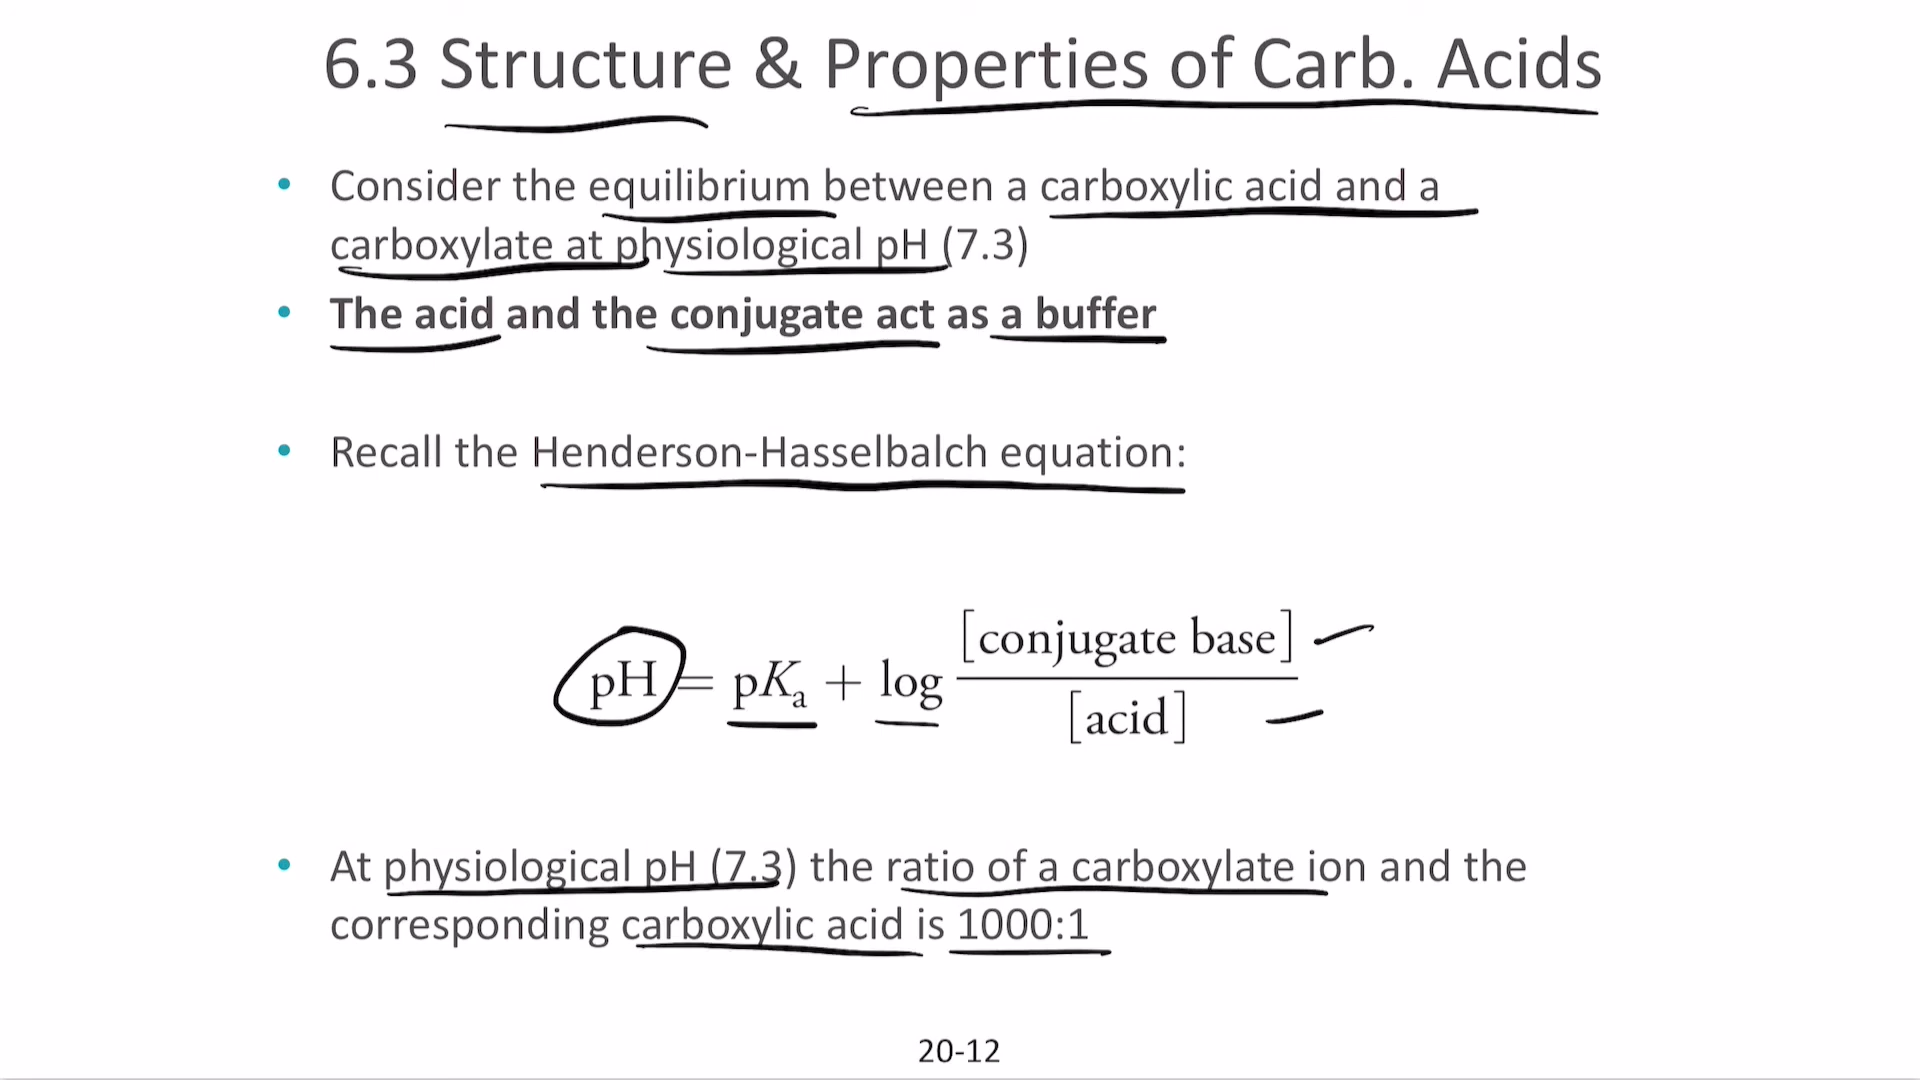 6.3 Structure & Properties of Carb. Acids
• Consider the equilibrium between a carboxylic acid and a
carboxylate at physiological pH (7.3)
• The acid and the conjugate act as a buffer
• Recall the Henderson-Hasselbalch equation:
pH = pKₐ + log [conjugate base] / [acid]
• At physiological pH (7.3) the ratio of a carboxylate ion and the
corresponding carboxylic acid is 1000:1
20-12